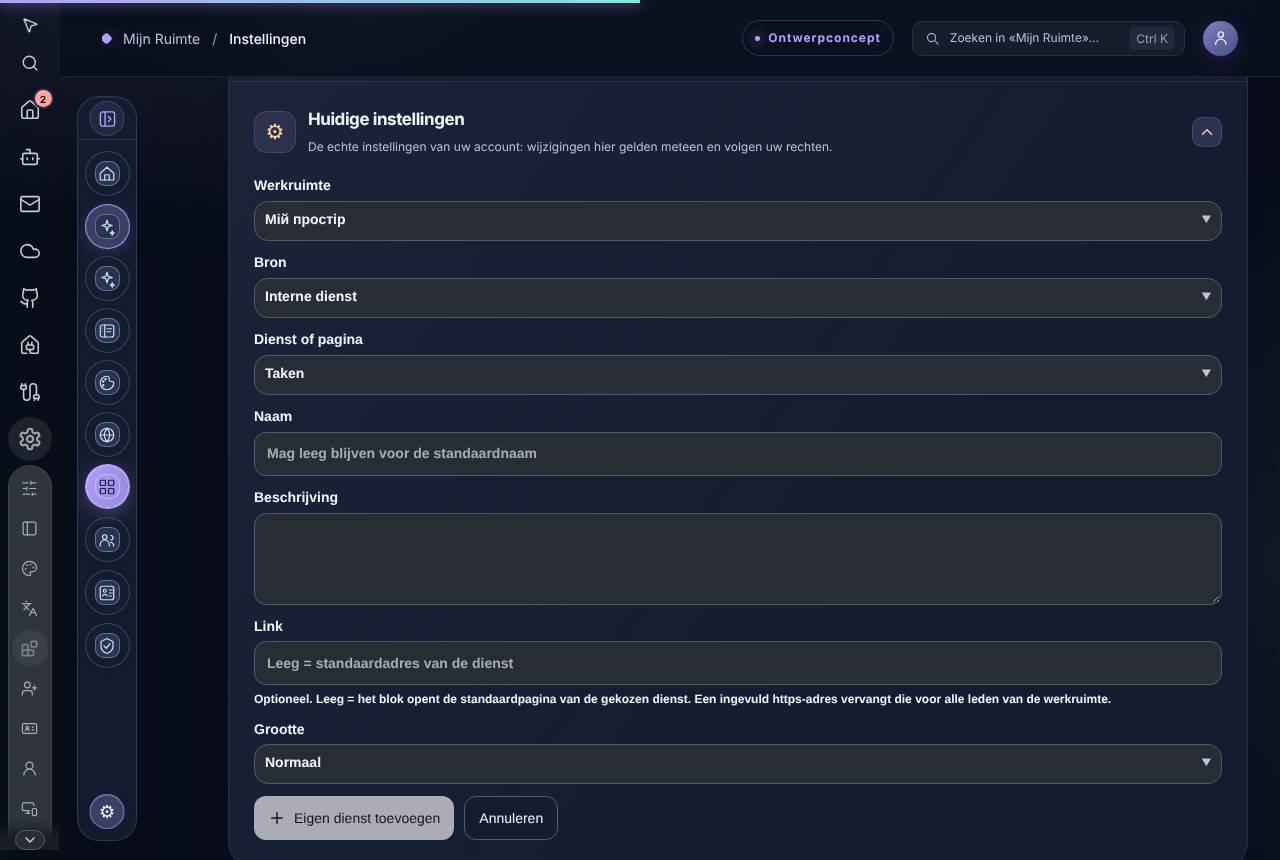 Mijn Ruimte / Instellingen
Ontwerpconcept
Zoeken in «Mijn Ruimte»...
Ctrl K
2
Huidige instellingen
De echte instellingen van uw account: wijzigingen hier gelden meteen en volgen uw rechten.
Werkruimte
Мій простір
Bron
Interne dienst
Dienst of pagina
Taken
Naam
Mag leeg blijven voor de standaardnaam
Beschrijving
Link
Leeg = standaardadres van de dienst
Optioneel. Leeg = het blok opent de standaardpagina van de gekozen dienst. Een ingevuld https-adres vervangt die voor alle leden van de werkruimte.
Grootte
Normaal
Eigen dienst toevoegen
Annuleren